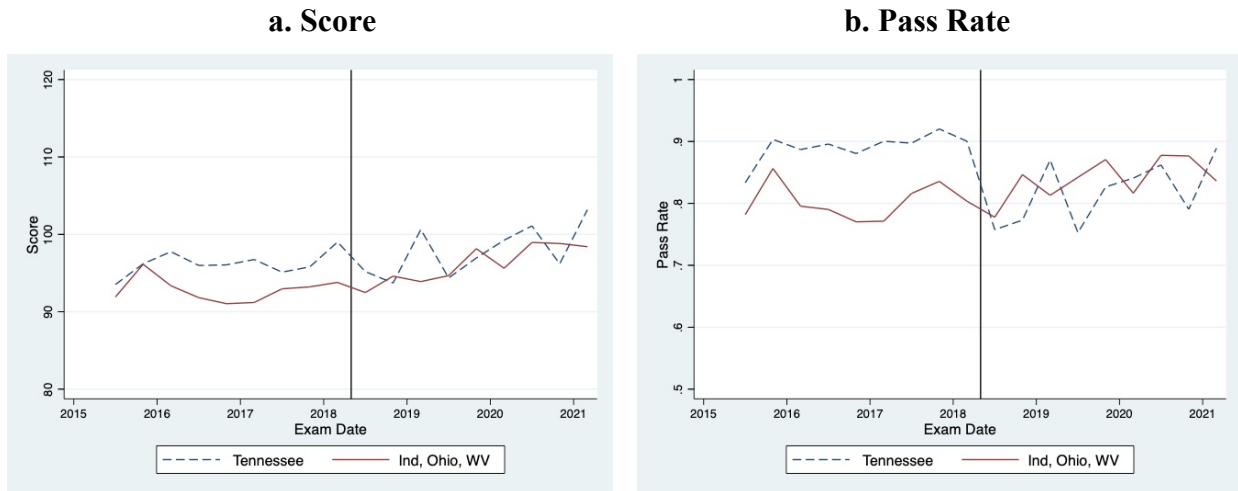 a. Score
120
110
100
90
80
Score
2015 2016 2017 2018 2019 2020 2021
Exam Date
Tennessee Ind, Ohio, WV
b. Pass Rate
1
.9
.8
.7
.6
.5
Pass Rate
2015 2016 2017 2018 2019 2020 2021
Exam Date
Tennessee Ind, Ohio, WV